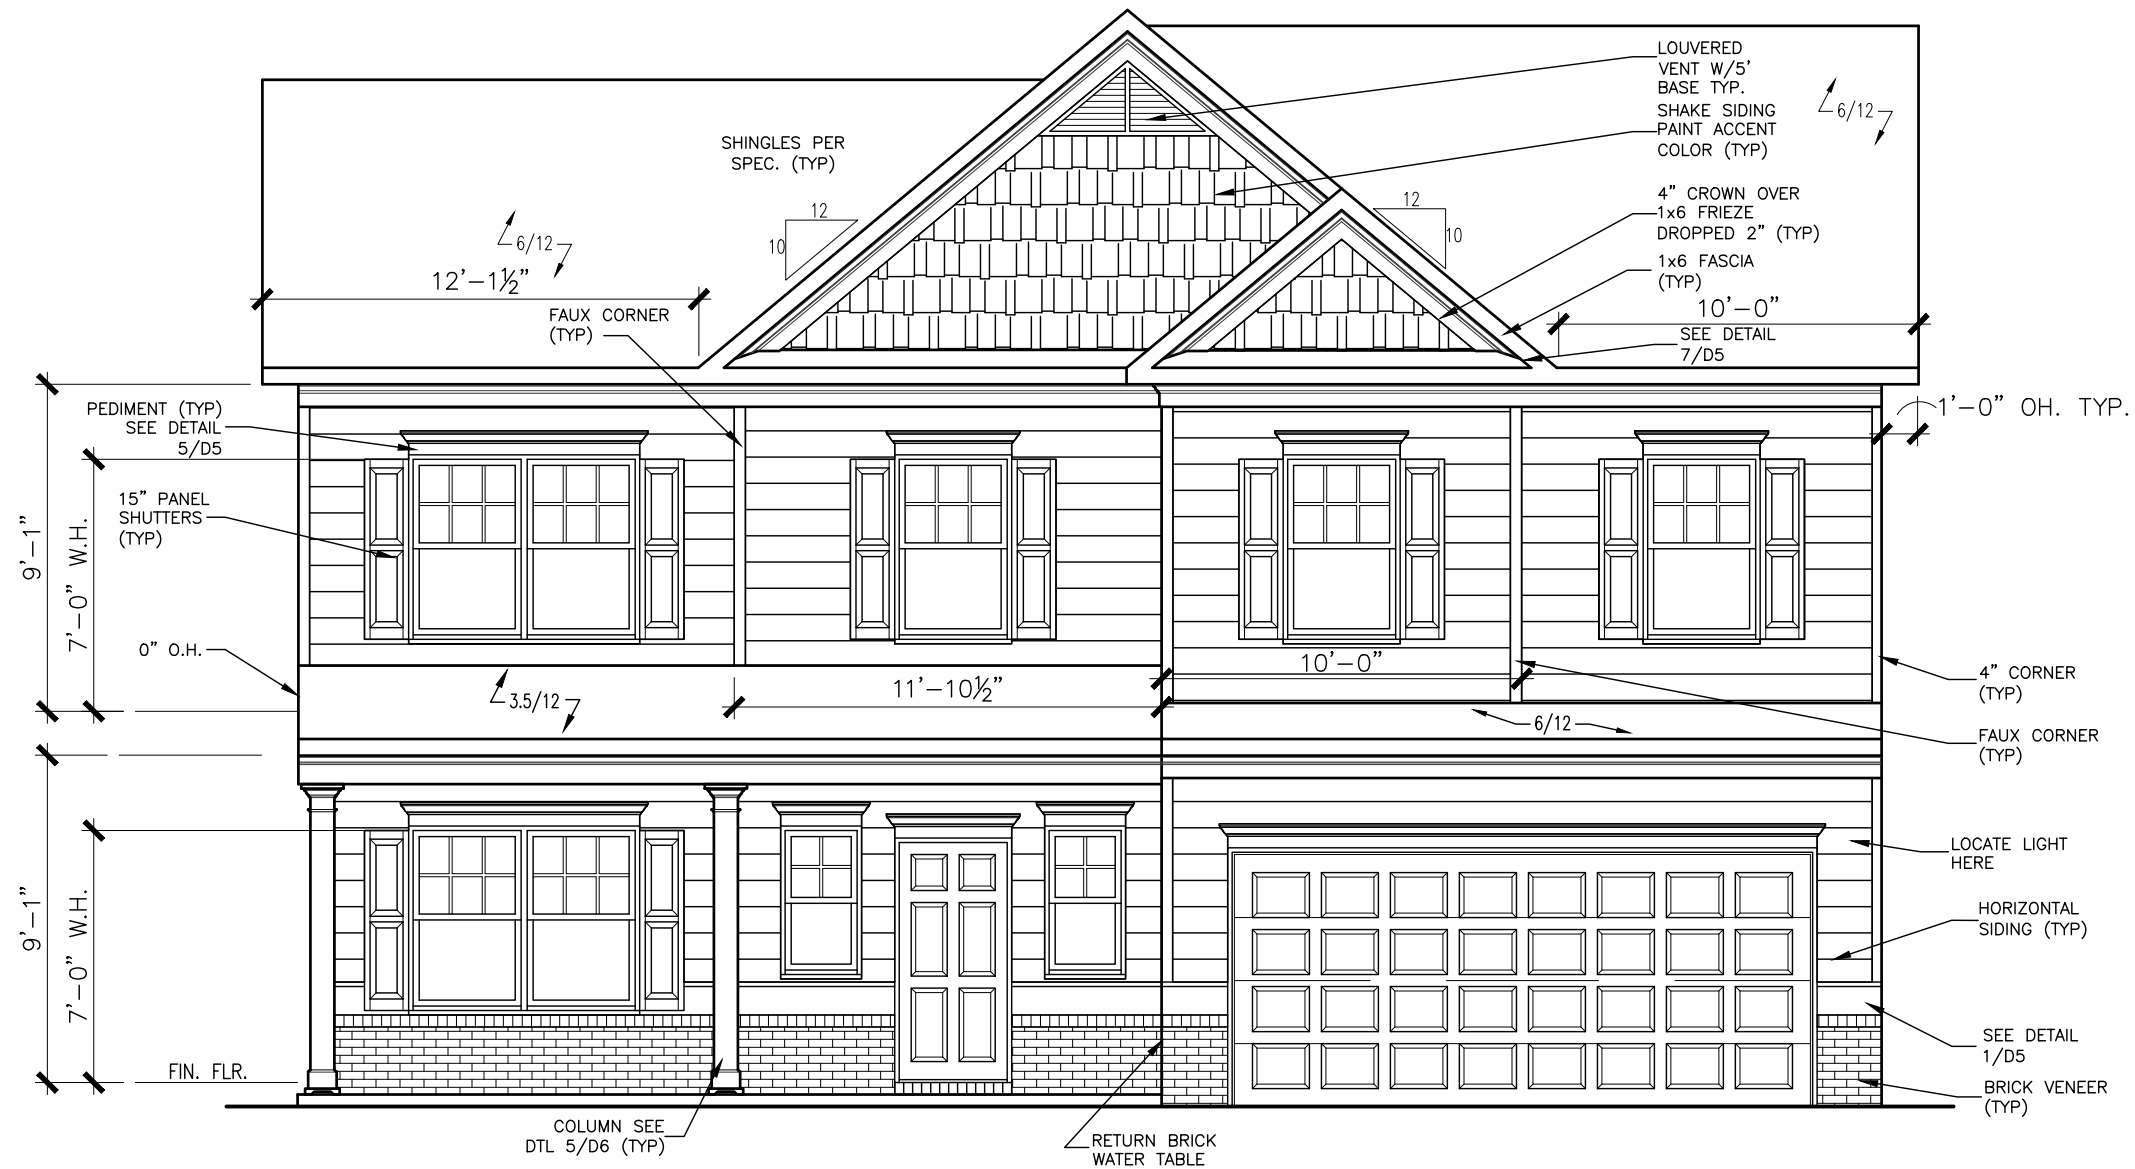 LOUVERED
VENT W/5'
BASE TYP.
SHAKE SIDING
PAINT ACCENT
COLOR (TYP)
6/12
SHINGLES PER
SPEC. (TYP)
4" CROWN OVER
1x6 FRIEZE
DROPPED 2" (TYP)
12
10
12
10
6/12
1x6 FASCIA
(TYP)
12'-1½"
10'-0"
FAUX CORNER
(TYP)
SEE DETAIL
7/D5
PEDIMENT (TYP)
SEE DETAIL
5/D5
1'-0" OH. TYP.
15" PANEL
SHUTTERS
(TYP)
9'-1"
7'-0" W.H.
0" O.H.
10'-0"
11'-10½"
3.5/12
4" CORNER
(TYP)
6/12
FAUX CORNER
(TYP)
LOCATE LIGHT
HERE
9'-1"
7'-0" W.H.
HORIZONTAL
SIDING (TYP)
SEE DETAIL
1/D5
FIN. FLR.
BRICK VENEER
(TYP)
COLUMN SEE
DTL 5/D6 (TYP)
RETURN BRICK
WATER TABLE